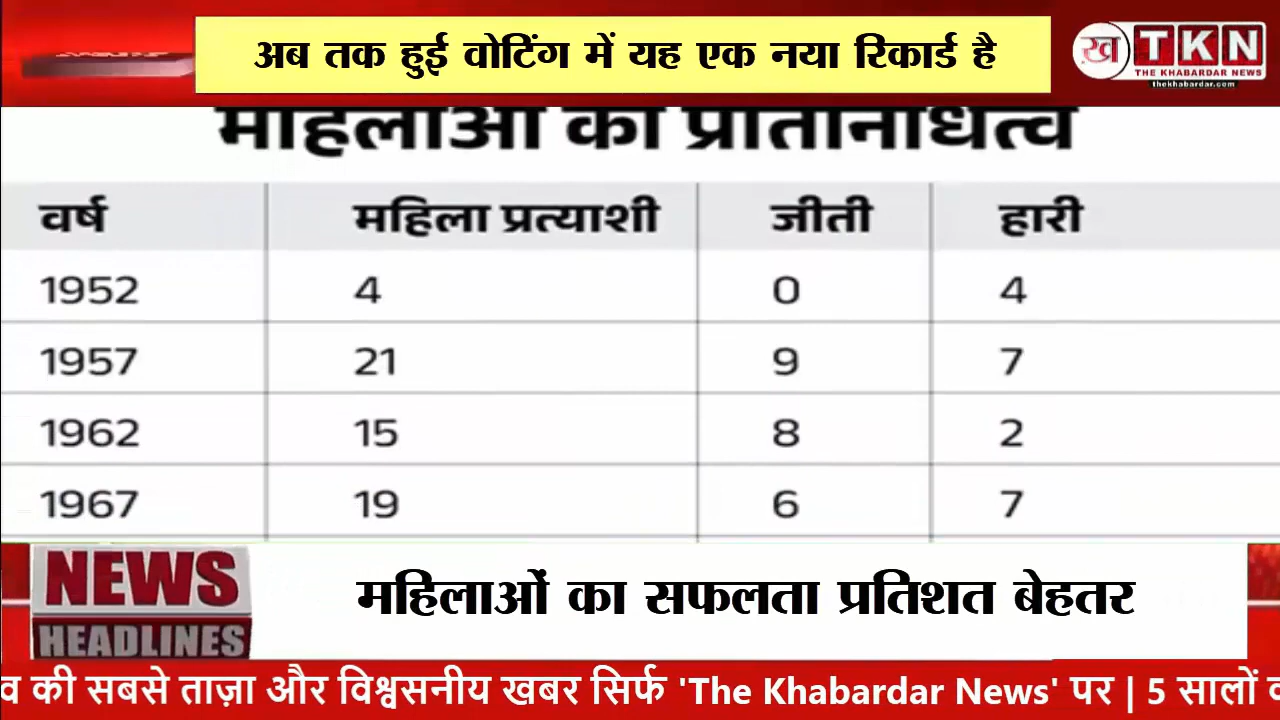 अब तक हुई वोटिंग में यह एक नया रिकार्ड है
ख़ TKN
THE KHABARDAR NEWS
thekhabardar.com
महिलाओं का प्रतिनिधित्व
वर्ष महिला प्रत्याशी जीती हारी
1952 4 0 4
1957 21 9 7
1962 15 8 2
1967 19 6 7
NEWS
HEADLINES
महिलाओं का सफलता प्रतिशत बेहतर
की सबसे ताज़ा और विश्वसनीय खबर सिर्फ 'The Khabardar News' पर | 5 सालों